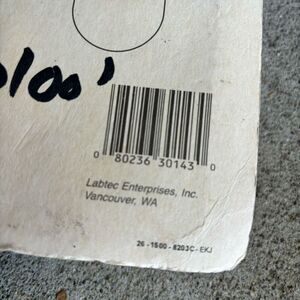 0 80236 30143 0
Labtec Enterprises, Inc.
Vancouver, WA
26 - 1500 - 8203C - EKJ